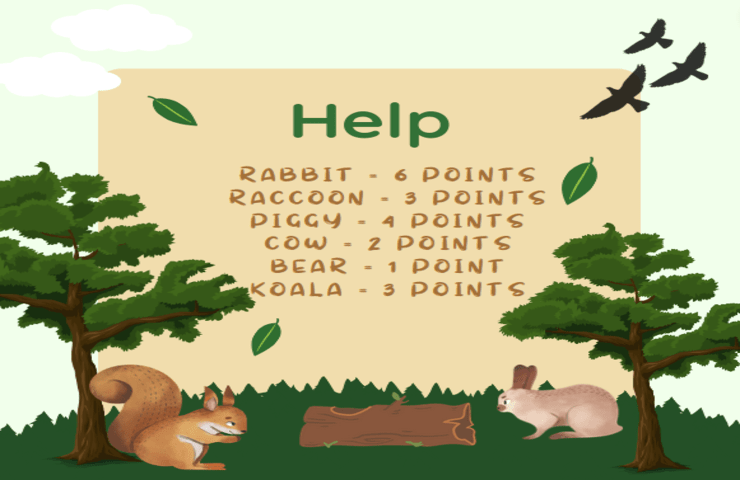 Help
RABBIT = 6 POINTS
RACCOON = 3 POINTS
PIGGY = 4 POINTS
COW = 2 POINTS
BEAR = 1 POINT
KOALA = 3 POINTS